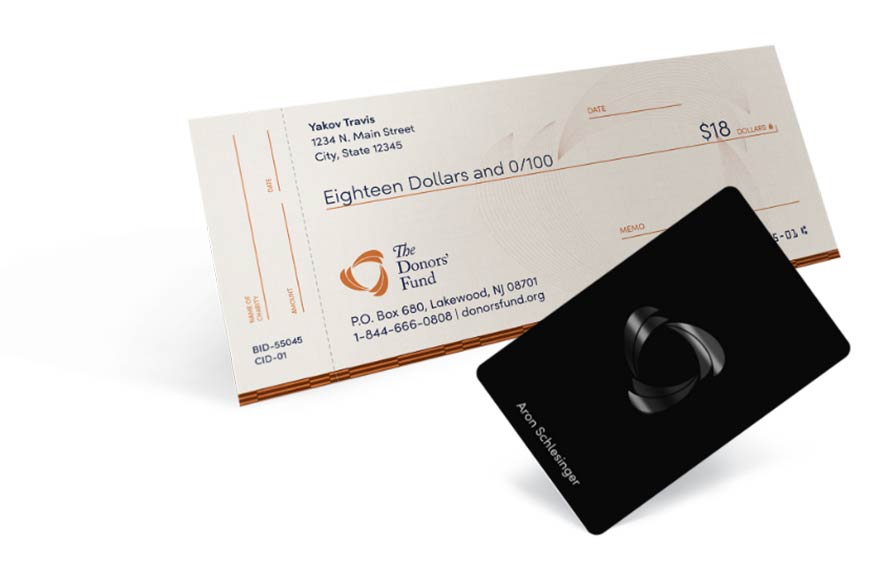 NAME OF
CHARITY
DATE
AMOUNT
BID-55045
CID-01
Yakov Travis
1234 N. Main Street
City, State 12345
DATE
$18 DOLLARS
Eighteen Dollars and 0/100
MEMO
The
Donors'
Fund
P.O. Box 680, Lakewood, NJ 08701
1-844-666-0808 | donorsfund.org
Aron Schlesinger